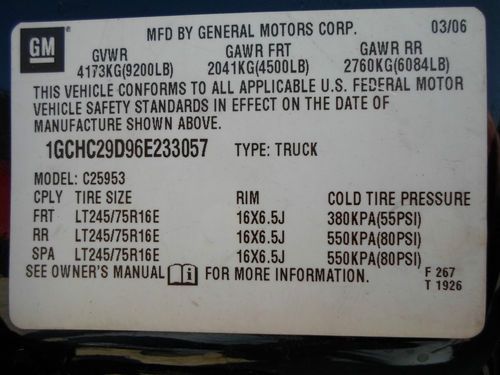 GM
MFD BY GENERAL MOTORS CORP. 03/06
GVWR GAWR FRT GAWR RR
4173KG(9200LB) 2041KG(4500LB) 2760KG(6084LB)
THIS VEHICLE CONFORMS TO ALL APPLICABLE U.S. FEDERAL MOTOR
VEHICLE SAFETY STANDARDS IN EFFECT ON THE DATE OF
MANUFACTURE SHOWN ABOVE.
1GCHC29D96E233057 TYPE: TRUCK
MODEL: C25953
CPLY TIRE SIZE RIM COLD TIRE PRESSURE
FRT LT245/75R16E 16X6.5J 380KPA(55PSI)
RR LT245/75R16E 16X6.5J 550KPA(80PSI)
SPA LT245/75R16E 16X6.5J 550KPA(80PSI)
SEE OWNER'S MANUAL FOR MORE INFORMATION. F 267
T 1926